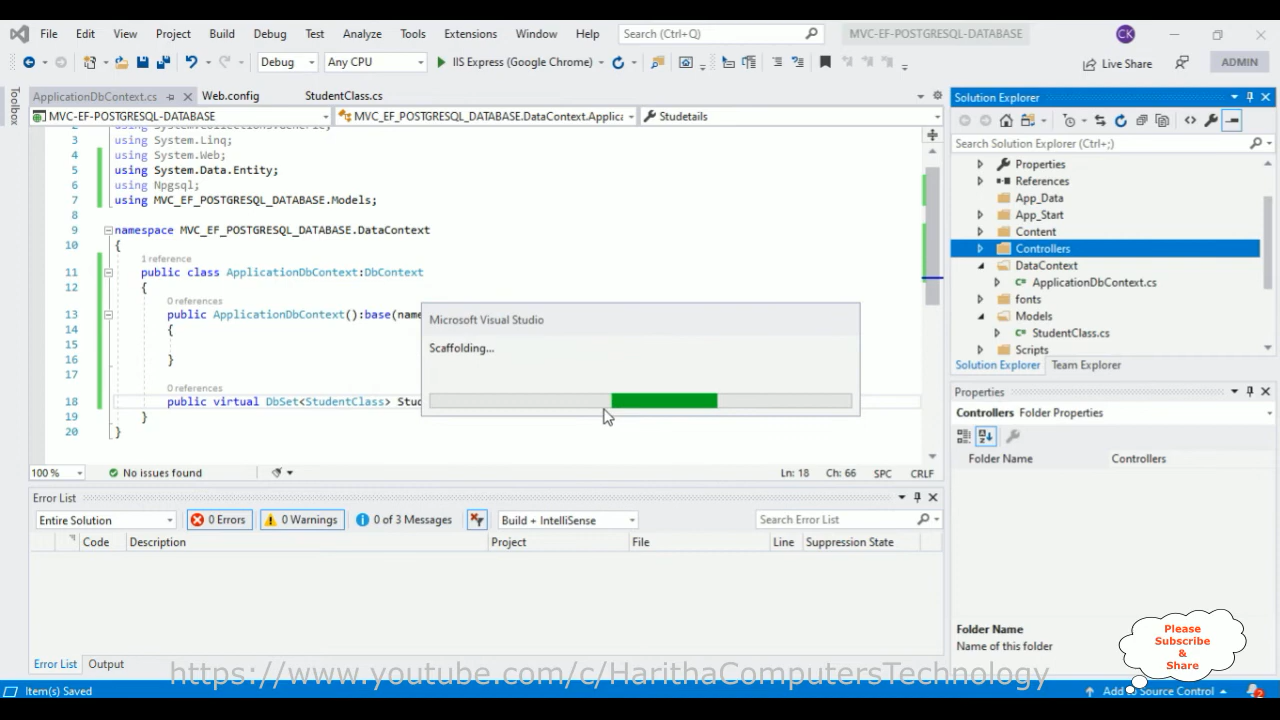 File Edit View Project Build Debug Test Analyze Tools Extensions Window Help Search (Ctrl+Q) MVC-EF-POSTGRESQL-DATABASE CK
Debug Any CPU IIS Express (Google Chrome) Live Share ADMIN
Toolbox
ApplicationDbContext.cs Web.config StudentClass.cs
MVC-EF-POSTGRESQL-DATABASE MVC_EF_POSTGRESQL_DATABASE.DataContext.Applica Studetails
using System.Collections.Generic;
3 using System.Linq;
4 using System.Web;
5 using System.Data.Entity;
6 using Npgsql;
7 using MVC_EF_POSTGRESQL_DATABASE.Models;
8
9 namespace MVC_EF_POSTGRESQL_DATABASE.DataContext
10 {
1 reference
11 public class ApplicationDbContext:DbContext
12 {
0 references
13 public ApplicationDbContext():base(name
14 {
15
16 }
17
0 references
18 public virtual DbSet<StudentClass> Stu
19 }
20 }
Microsoft Visual Studio
Scaffolding...
100 % No issues found Ln: 18 Ch: 66 SPC CRLF
Error List
Entire Solution 0 Errors 0 Warnings 0 of 3 Messages Build + IntelliSense Search Error List
Code Description Project File Line Suppression State
Error List Output
Solution Explorer
Search Solution Explorer (Ctrl+;)
Properties
References
App_Data
App_Start
Content
Controllers
DataContext
ApplicationDbContext.cs
fonts
Models
StudentClass.cs
Scripts
Solution Explorer Team Explorer
Properties
Controllers Folder Properties
Folder Name Controllers
Folder Name
Name of this folder
Please
Subscribe
&
Share
https://www.youtube.com/c/HarithaComputersTechnology
Item(s) Saved Add to Source Control 2